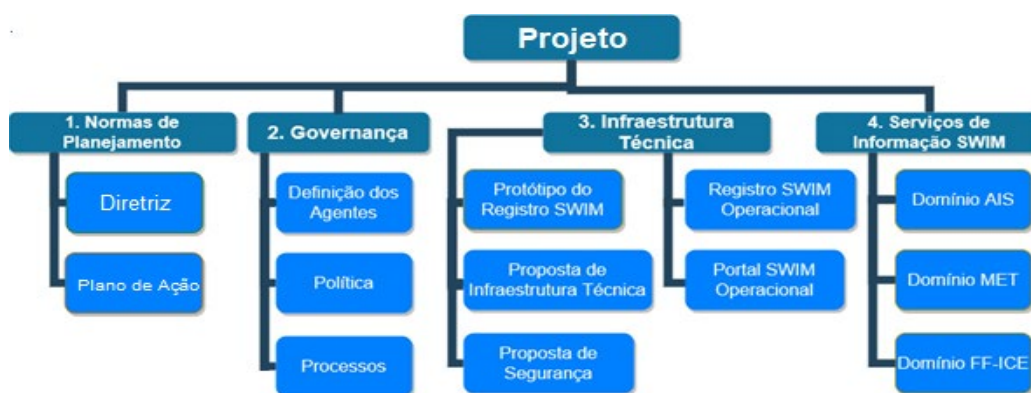 Projeto
1. Normas de
Planejamento
Diretriz
Plano de Ação
2. Governança
Definição dos
Agentes
Política
Processos
3. Infraestrutura
Técnica
Protótipo do
Registro SWIM
Proposta de
Infraestrutura Técnica
Proposta de
Segurança
Registro SWIM
Operacional
Portal SWIM
Operacional
4. Serviços de
Informação SWIM
Domínio AIS
Domínio MET
Domínio FF-ICE